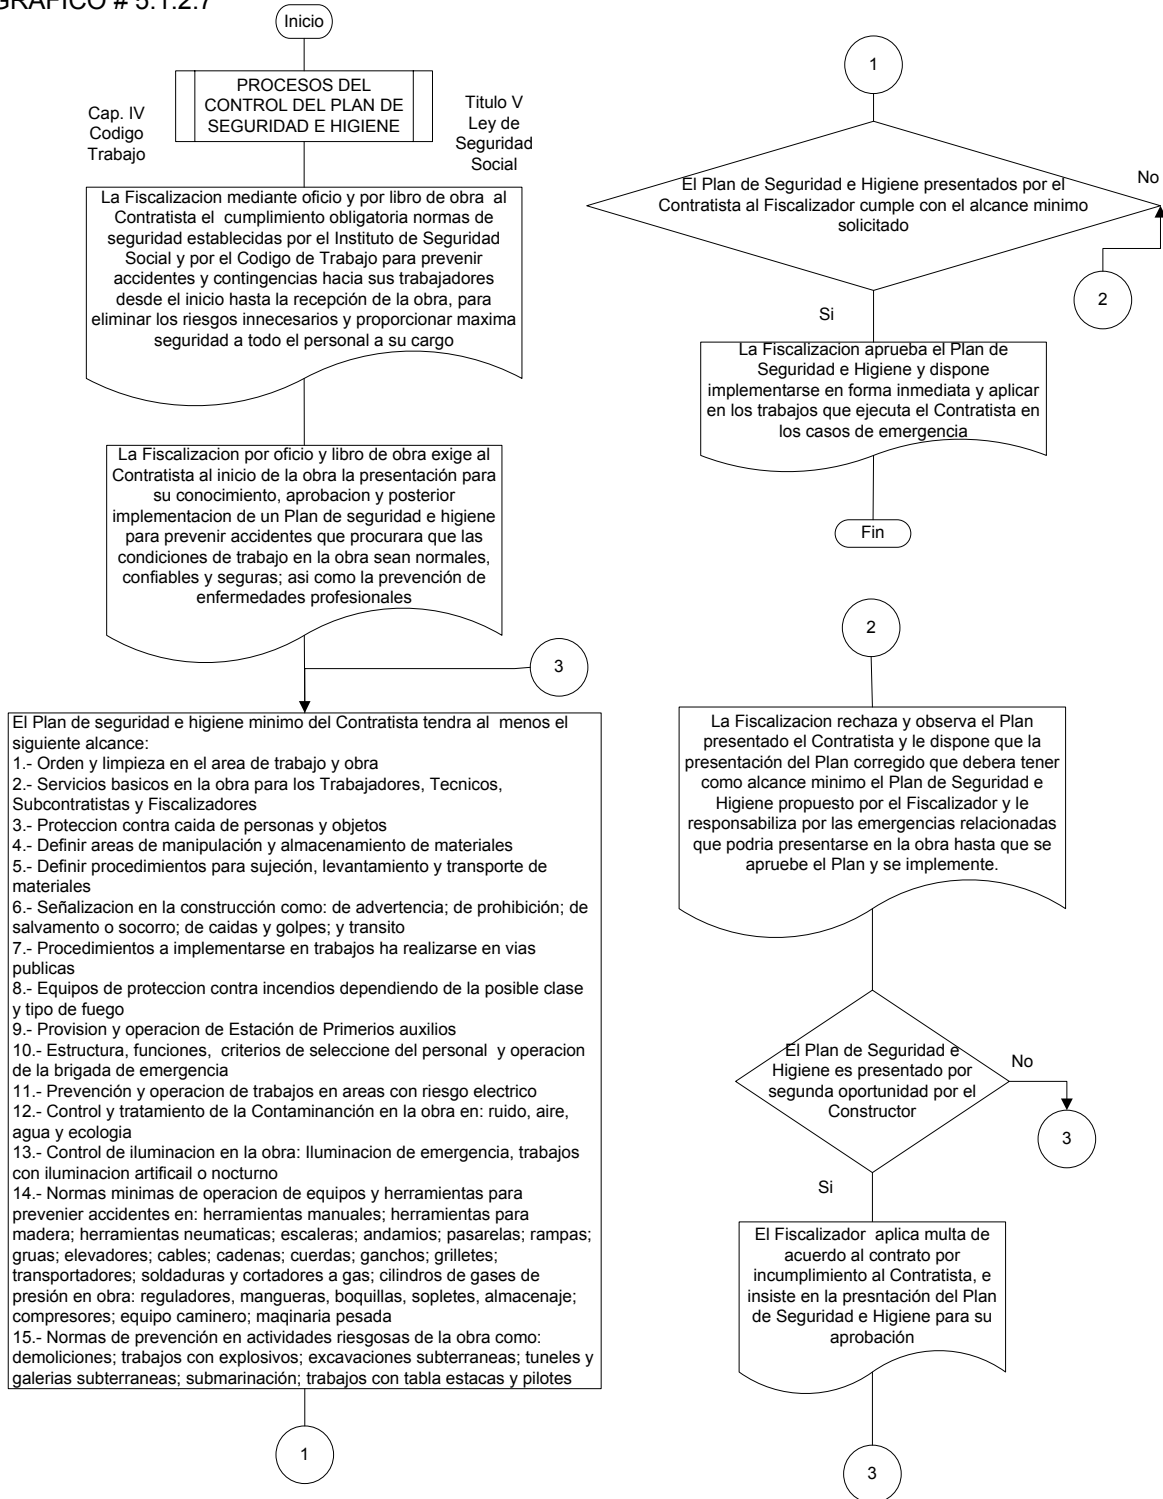 GRAFICO # 5.1.2.7
Inicio
PROCESOS DEL
CONTROL DEL PLAN DE
SEGURIDAD E HIGIENE
Cap. IV
Codigo
Trabajo
Titulo V
Ley de
Seguridad
Social
La Fiscalizacion mediante oficio y por libro de obra al
Contratista el cumplimiento obligatoria normas de
seguridad establecidas por el Instituto de Seguridad
Social y por el Codigo de Trabajo para prevenir
accidentes y contingencias hacia sus trabajadores
desde el inicio hasta la recepción de la obra, para
eliminar los riesgos innecesarios y proporcionar maxima
seguridad a todo el personal a su cargo
La Fiscalizacion por oficio y libro de obra exige al
Contratista al inicio de la obra la presentación para
su conocimiento, aprobacion y posterior
implementacion de un Plan de seguridad e higiene
para prevenir accidentes que procurara que las
condiciones de trabajo en la obra sean normales,
confiables y seguras; asi como la prevención de
enfermedades profesionales
3
El Plan de seguridad e higiene minimo del Contratista tendra al menos el
siguiente alcance:
1.- Orden y limpieza en el area de trabajo y obra
2.- Servicios basicos en la obra para los Trabajadores, Tecnicos,
Subcontratistas y Fiscalizadores
3.- Proteccion contra caida de personas y objetos
4.- Definir areas de manipulación y almacenamiento de materiales
5.- Definir procedimientos para sujeción, levantamiento y transporte de
materiales
6.- Señalizacion en la construcción como: de advertencia; de prohibición; de
salvamento o socorro; de caidas y golpes; y transito
7.- Procedimientos a implementarse en trabajos ha realizarse en vias
publicas
8.- Equipos de proteccion contra incendios dependiendo de la posible clase
y tipo de fuego
9.- Provision y operacion de Estación de Primerios auxilios
10.- Estructura, funciones, criterios de seleccione del personal y operacion
de la brigada de emergencia
11.- Prevención y operacion de trabajos en areas con riesgo electrico
12.- Control y tratamiento de la Contaminanción en la obra en: ruido, aire,
agua y ecologia
13.- Control de iluminacion en la obra: Iluminacion de emergencia, trabajos
con iluminacion artificail o nocturno
14.- Normas minimas de operacion de equipos y herramientas para
prevenier accidentes en: herramientas manuales; herramientas para
madera; herramientas neumaticas; escaleras; andamios; pasarelas; rampas;
gruas; elevadores; cables; cadenas; cuerdas; ganchos; grilletes;
transportadores; soldaduras y cortadores a gas; cilindros de gases de
presión en obra: reguladores, mangueras, boquillas, sopletes, almacenaje;
compresores; equipo caminero; maqinaria pesada
15.- Normas de prevención en actividades riesgosas de la obra como:
demoliciones; trabajos con explosivos; excavaciones subterraneas; tuneles y
galerias subterraneas; submarinación; trabajos con tabla estacas y pilotes
1
1
El Plan de Seguridad e Higiene presentados por el
Contratista al Fiscalizador cumple con el alcance minimo
solicitado
No
2
Si
La Fiscalizacion aprueba el Plan de
Seguridad e Higiene y dispone
implementarse en forma inmediata y aplicar
en los trabajos que ejecuta el Contratista en
los casos de emergencia
Fin
2
La Fiscalizacion rechaza y observa el Plan
presentado el Contratista y le dispone que la
presentación del Plan corregido que debera tener
como alcance minimo el Plan de Seguridad e
Higiene propuesto por el Fiscalizador y le
responsabiliza por las emergencias relacionadas
que podria presentarse en la obra hasta que se
apruebe el Plan y se implemente.
El Plan de Seguridad e
Higiene es presentado por
segunda oportunidad por el
Constructor
No
3
Si
El Fiscalizador aplica multa de
acuerdo al contrato por
incumplimiento al Contratista, e
insiste en la presntación del Plan
de Seguridad e Higiene para su
aprobación
3